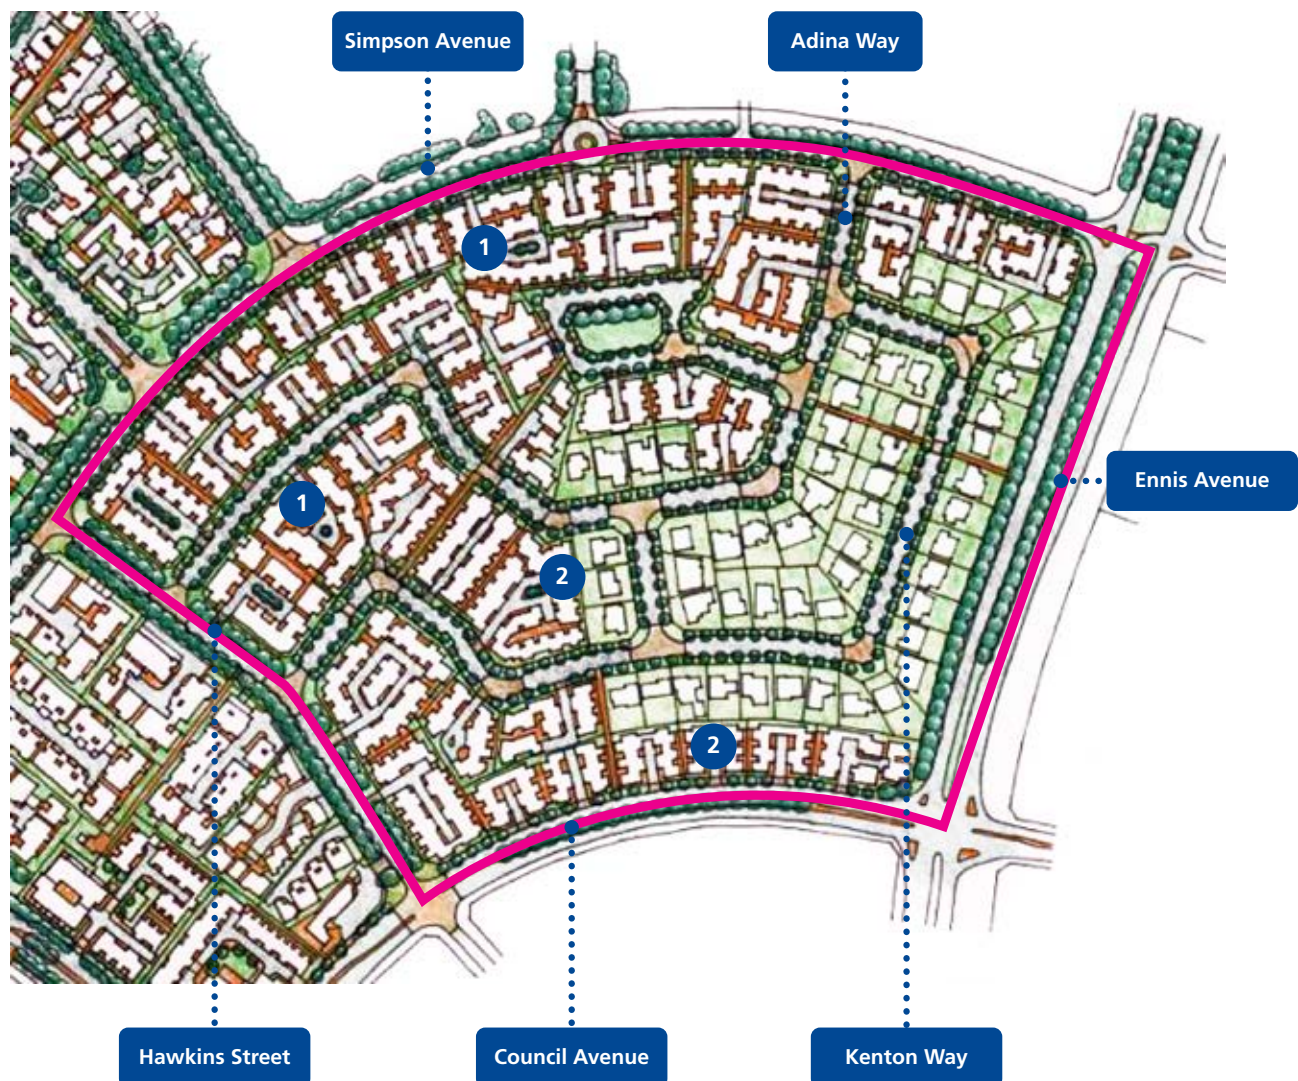 Simpson Avenue
Adina Way
1
Ennis Avenue
1
2
2
Hawkins Street
Council Avenue
Kenton Way